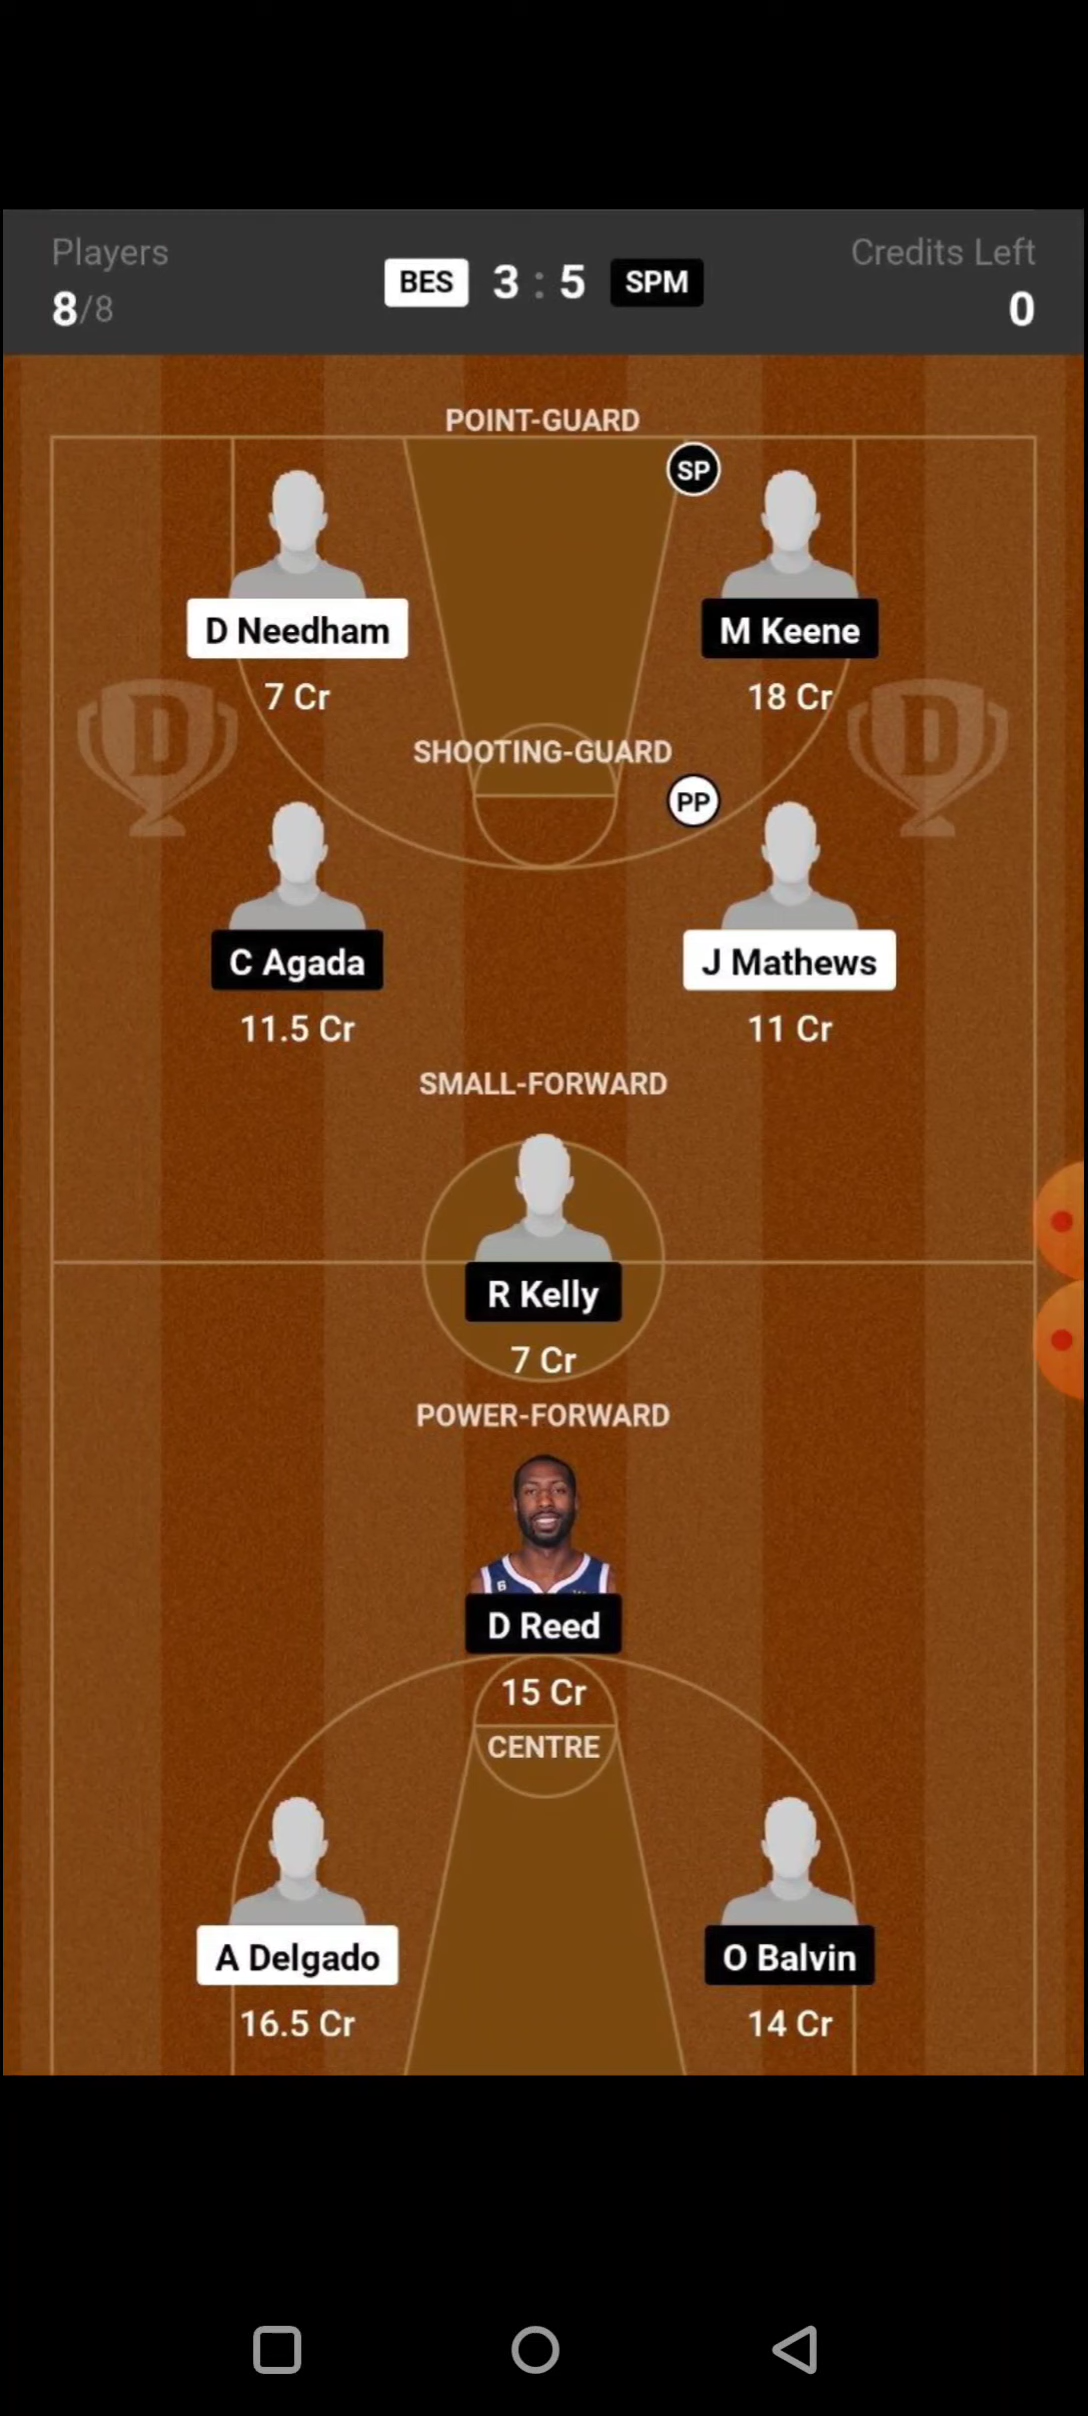 Players
Credits Left
BES 3 : 5 SPM
8/8
0
POINT-GUARD
SP
D Needham
M Keene
7 Cr
18 Cr
SHOOTING-GUARD
PP
C Agada
J Mathews
11.5 Cr
11 Cr
SMALL-FORWARD
R Kelly
7 Cr
POWER-FORWARD
6
D Reed
15 Cr
CENTRE
A Delgado
O Balvin
16.5 Cr
14 Cr
D
D